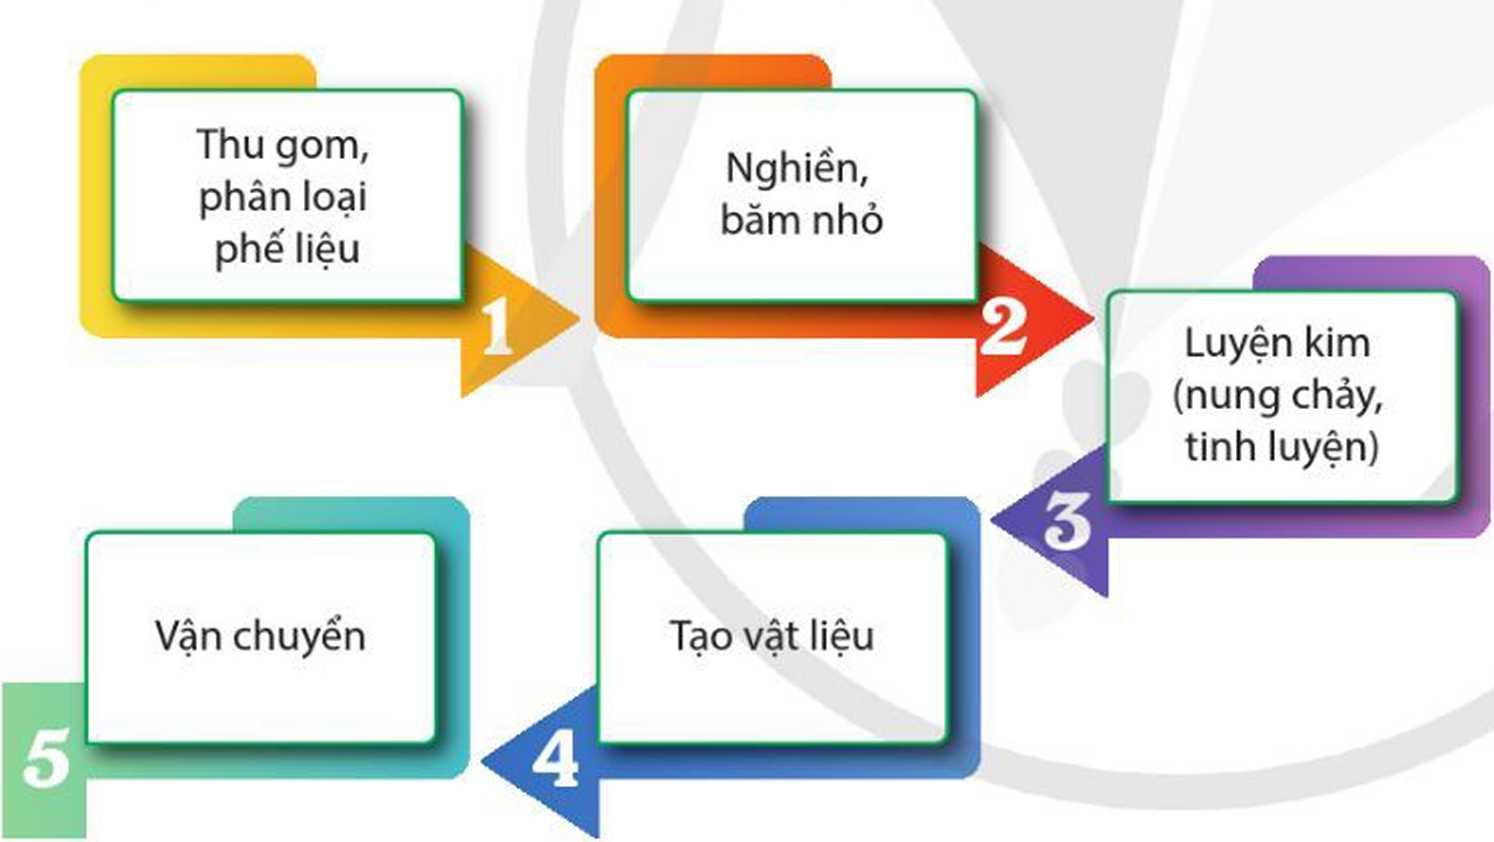 Thu gom,
phân loại
phế liệu
1
Nghiền,
băm nhỏ
2
Luyện kim
(nung chảy,
tinh luyện)
3
Tạo vật liệu
4
Vận chuyển
5